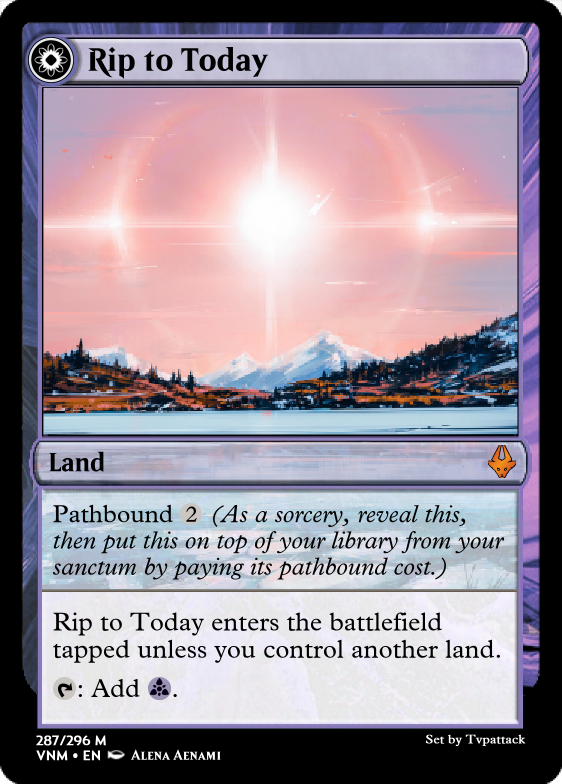 Rip to Today
Land
Pathbound 2 (As a sorcery, reveal this,
then put this on top of your library from your
sanctum by paying its pathbound cost.)
Rip to Today enters the battlefield
tapped unless you control another land.
: Add .
287/296 M
VNM • EN Alena Aenami
Set by Tvpattack